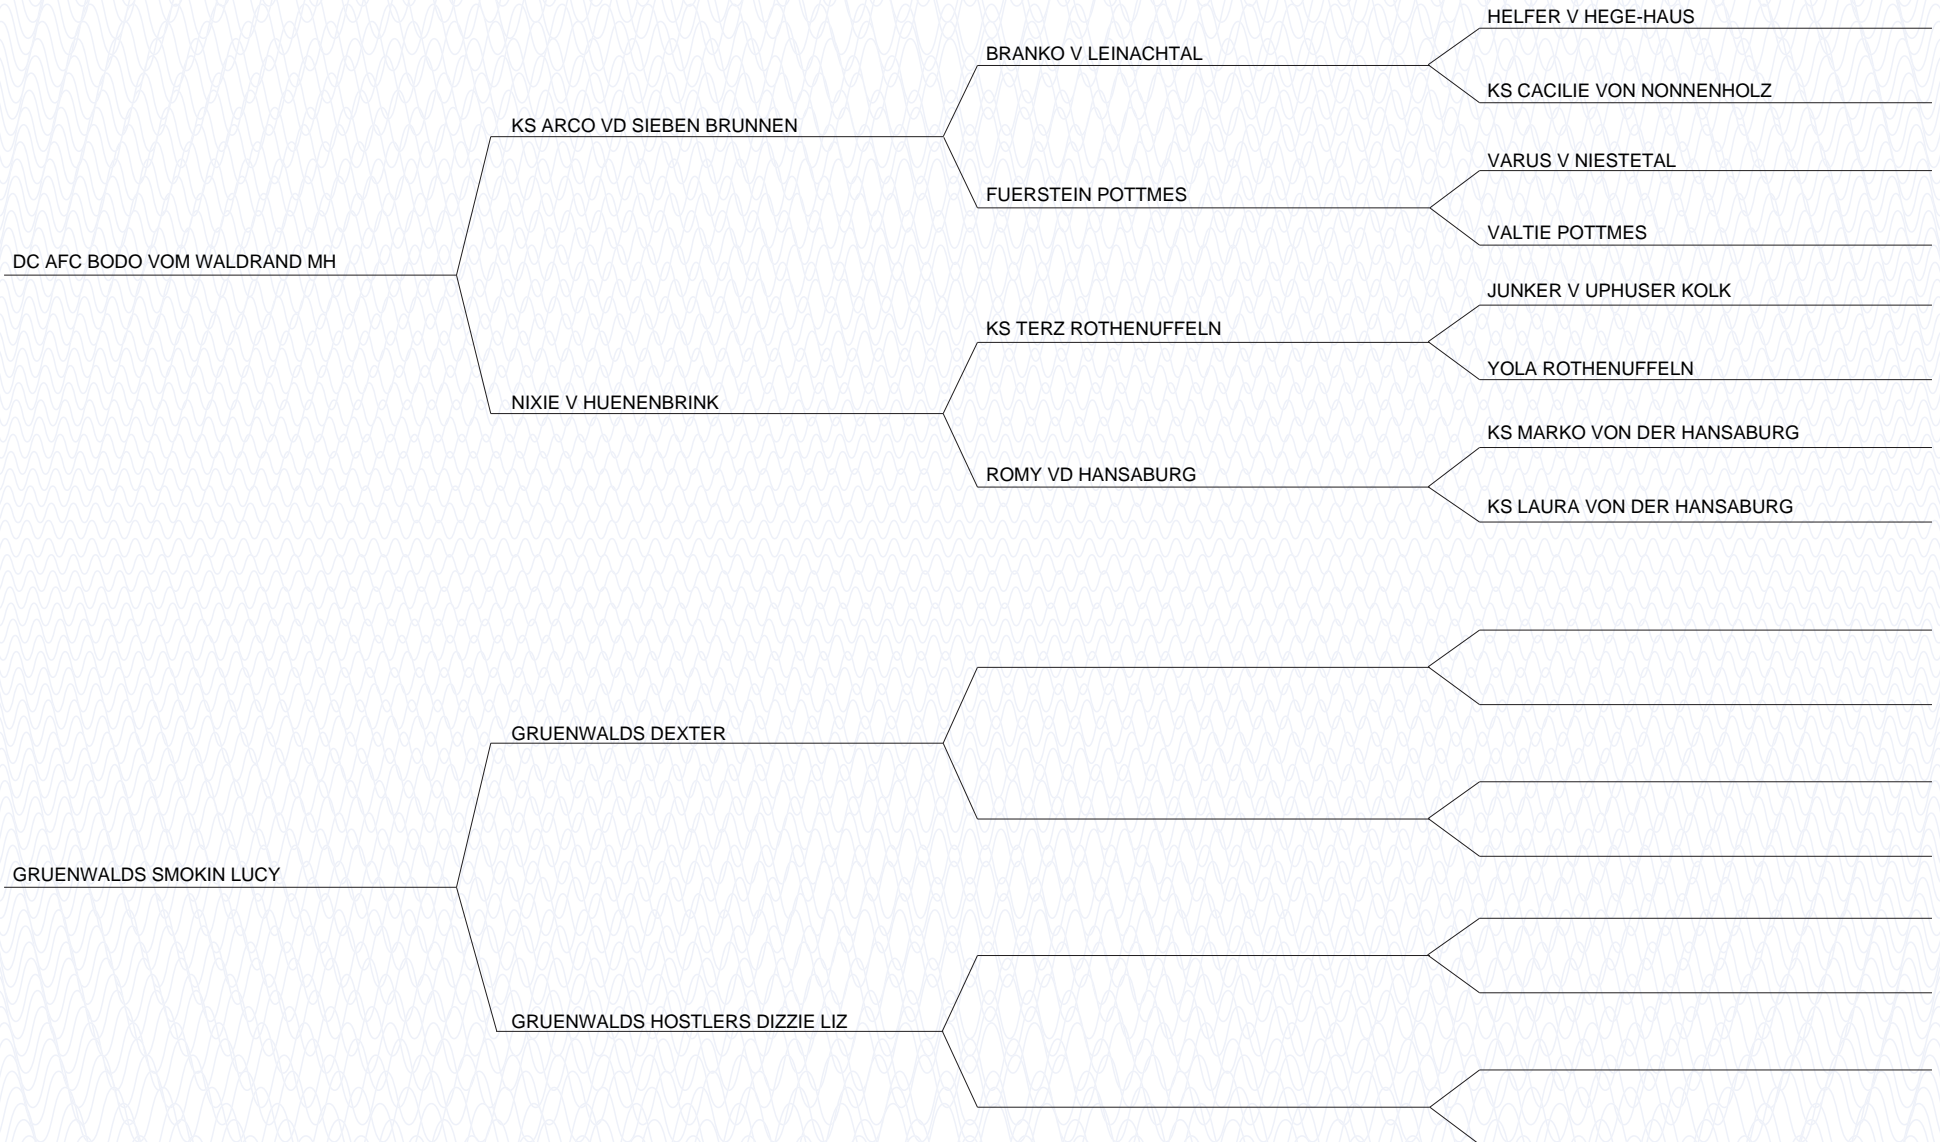 HELFER V HEGE-HAUS
BRANKO V LEINACHTAL
KS CACILIE VON NONNENHOLZ
KS ARCO VD SIEBEN BRUNNEN
VARUS V NIESTETAL
FUERSTEIN POTTMES
VALTIE POTTMES
DC AFC BODO VOM WALDRAND MH
JUNKER V UPHUSER KOLK
KS TERZ ROTHENUFFELN
YOLA ROTHENUFFELN
NIXIE V HUENENBRINK
KS MARKO VON DER HANSABURG
ROMY VD HANSABURG
KS LAURA VON DER HANSABURG
GRUENWALDS DEXTER
GRUENWALDS SMOKIN LUCY
GRUENWALDS HOSTLERS DIZZIE LIZ